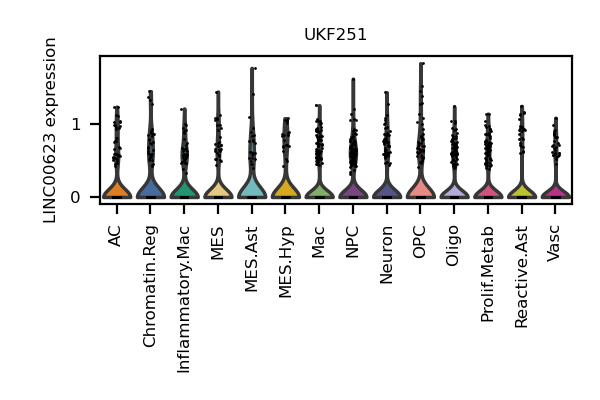 UKF251
LINC00623 expression
1
0
AC
Chromatin.Reg
Inflammatory.Mac
MES
MES.Ast
MES.Hyp
Mac
NPC
Neuron
OPC
Oligo
Prolif.Metab
Reactive.Ast
Vasc